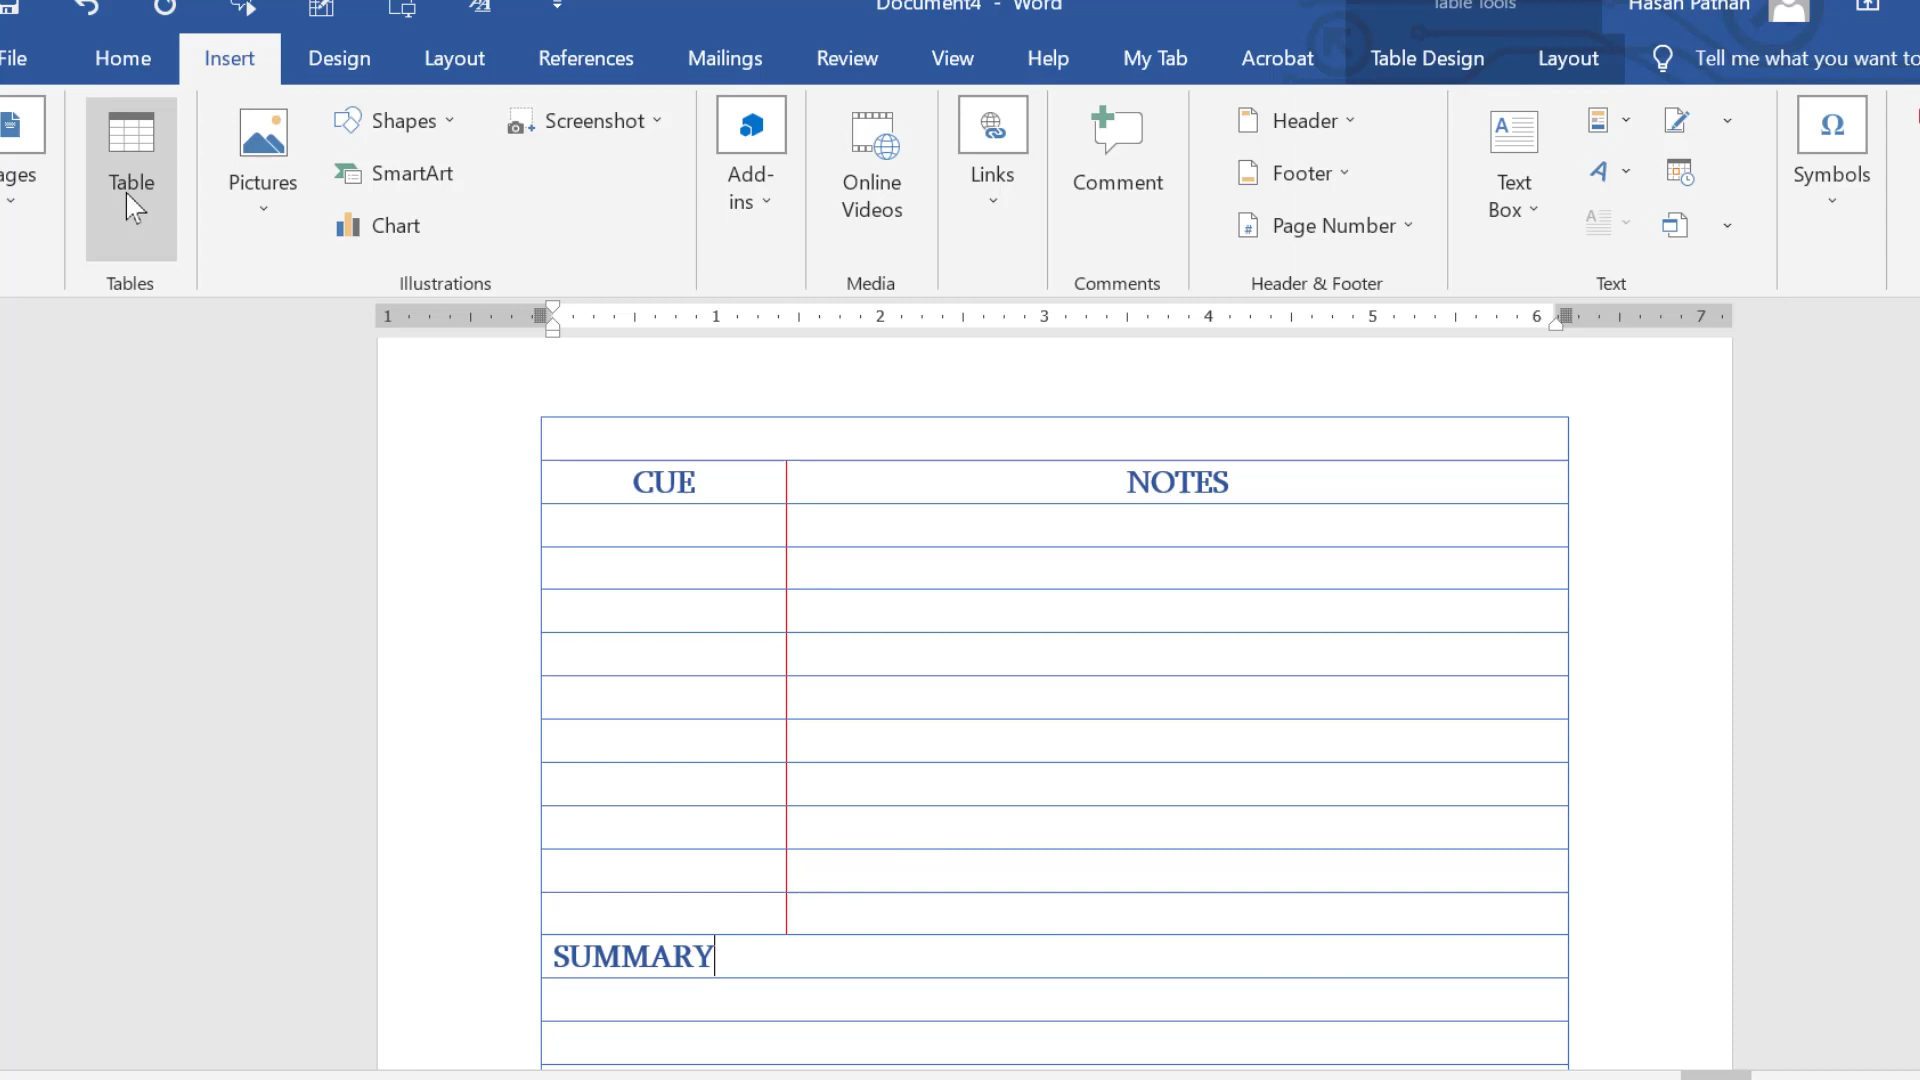 Document4 - Word
Table Tools
Hasan Pathan
File Home Insert Design Layout References Mailings Review View Help My Tab Acrobat Table Design Layout Tell me what you want to
Table
Pictures
Shapes
SmartArt
Chart
Screenshot
Add-
ins
Online
Videos
Links
Comment
Header
Footer
Page Number
Text
Box
Symbols
Tables
Illustrations
Media
Comments
Header & Footer
Text
1 1 2 3 4 5 6 7
CUE NOTES
SUMMARY